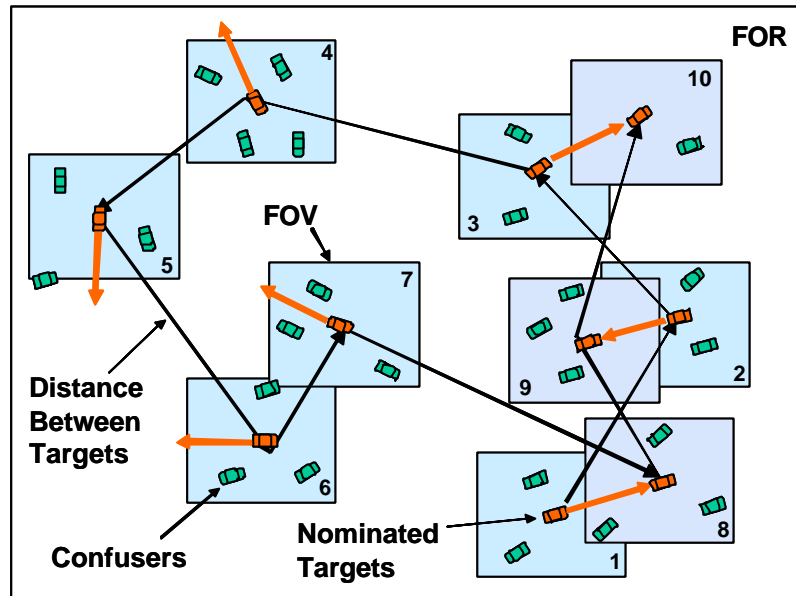 FOR
4
10
3
5
FOV
7
9
2
Distance
Between
Targets
6
Confusers
Nominated
Targets
8
1